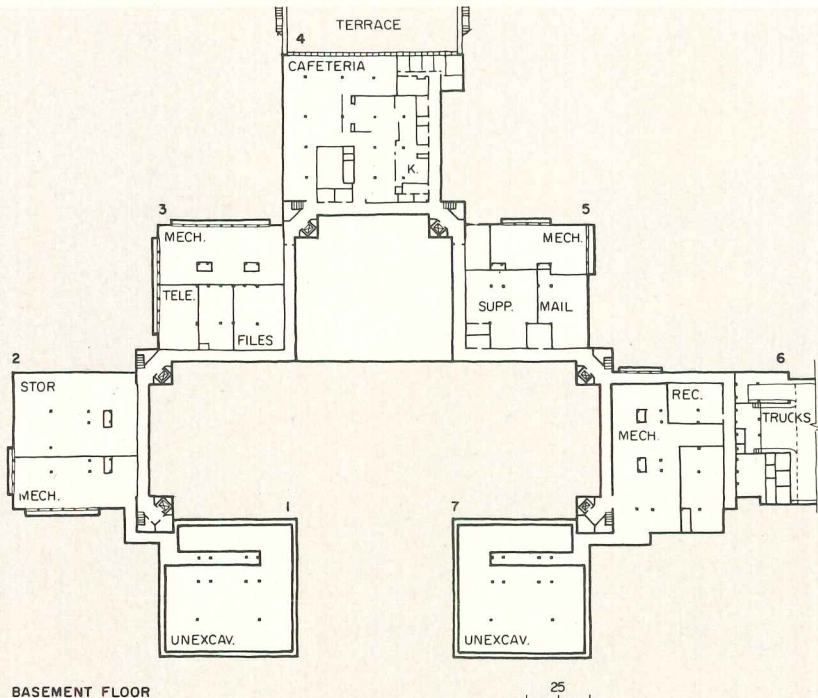 TERRACE
4
CAFETERIA
K.
3
5
MECH.
MECH.
TELE.
FILES
SUPP.
MAIL
2
6
STOR
REC.
TRUCKS
MECH.
MECH.
1
7
UNEXCAV.
UNEXCAV.
BASEMENT FLOOR
25